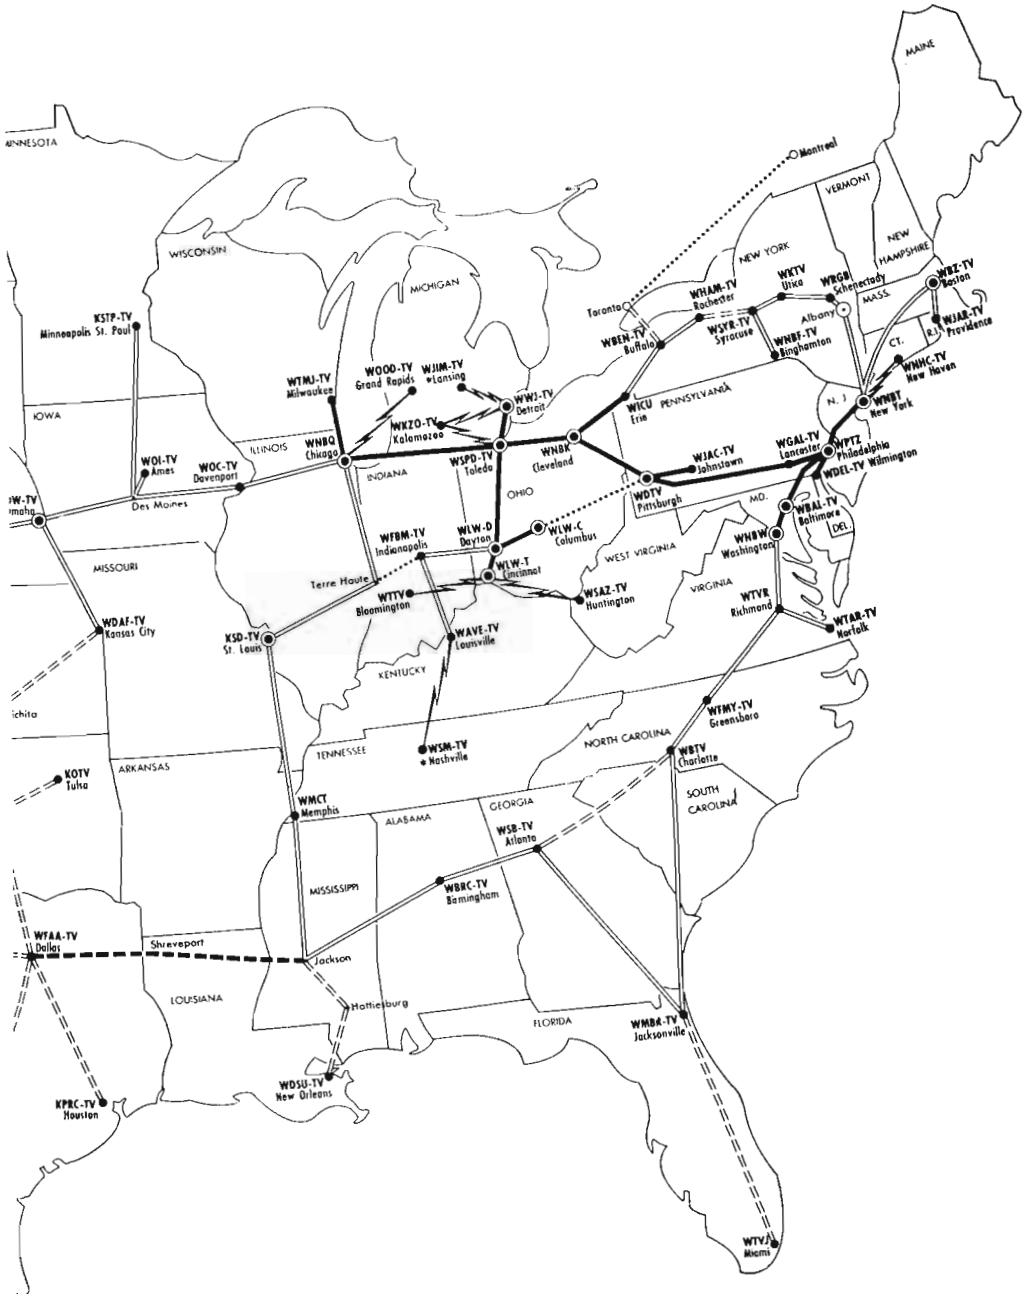 MAINE
Montreal
MINNESOTA
VERMONT
NEW
HAMPSHIRE
NEW YORK
WISCONSIN
MICHIGAN
WBZ-TV
Boston
WKTV
Utica
WRGB
Schenectady
WHAM-TV
Rochester
MASS.
KSTP-TV
Minneapolis St. Paul
Toronto
Albany
WJAR-TV
Providence
R.I.
WSYR-TV
Syracuse
WBEN-TV
Buffalo
WNBF-TV
Binghamton
CT.
WNHC-TV
New Haven
WOOD-TV
Grand Rapids
WJIM-TV
*Lansing
WTMJ-TV
Milwaukee
WWJ-TV
Detroit
WICU
Erie
PENNSYLVANIA
N. J.
WNBT
New York
IOWA
WKZO-TV
Kalamazoo
ILLINOIS
WNBQ
Chicago
WGAL-TV
Lancaster
WPTZ
Philadelphia
WNBK
Cleveland
WSPD-TV
Toledo
WJAC-TV
Johnstown
WDEL-TV Wilmington
WOI-TV
Ames
WOC-TV
Davenport
INDIANA
OHIO
WDTV
Pittsburgh
MD.
Des Moines
WBAL-TV
Baltimore
DEL.
OW-TV
maha
WLW-D
Dayton
WLW-C
Columbus
WFBM-TV
Indianapolis
WNBW
Washington
WEST VIRGINIA
MISSOURI
WLW-T
Cincinnati
Terre Haute
VIRGINIA
WTTV
Bloomington
WSAZ-TV
Huntington
WTVR
Richmond
WTAR-TV
Norfolk
WDAF-TV
Kansas City
KSD-TV
St. Louis
WAVE-TV
Louisville
KENTUCKY
ichita
WFMY-TV
Greensboro
TENNESSEE
WSM-TV
* Nashville
NORTH CAROLINA
WBTV
Charlotte
ARKANSAS
KOTV
Tulsa
SOUTH
CAROLINA
WMCT
Memphis
ALABAMA
GEORGIA
WSB-TV
Atlanta
MISSISSIPPI
WBRC-TV
Birmingham
WFAA-TV
Dallas
Shreveport
Jackson
LOUISIANA
Hattiesburg
FLORIDA
WMBR-TV
Jacksonville
WDSU-TV
New Orleans
KPRC-TV
Houston
WTVJ
Miami